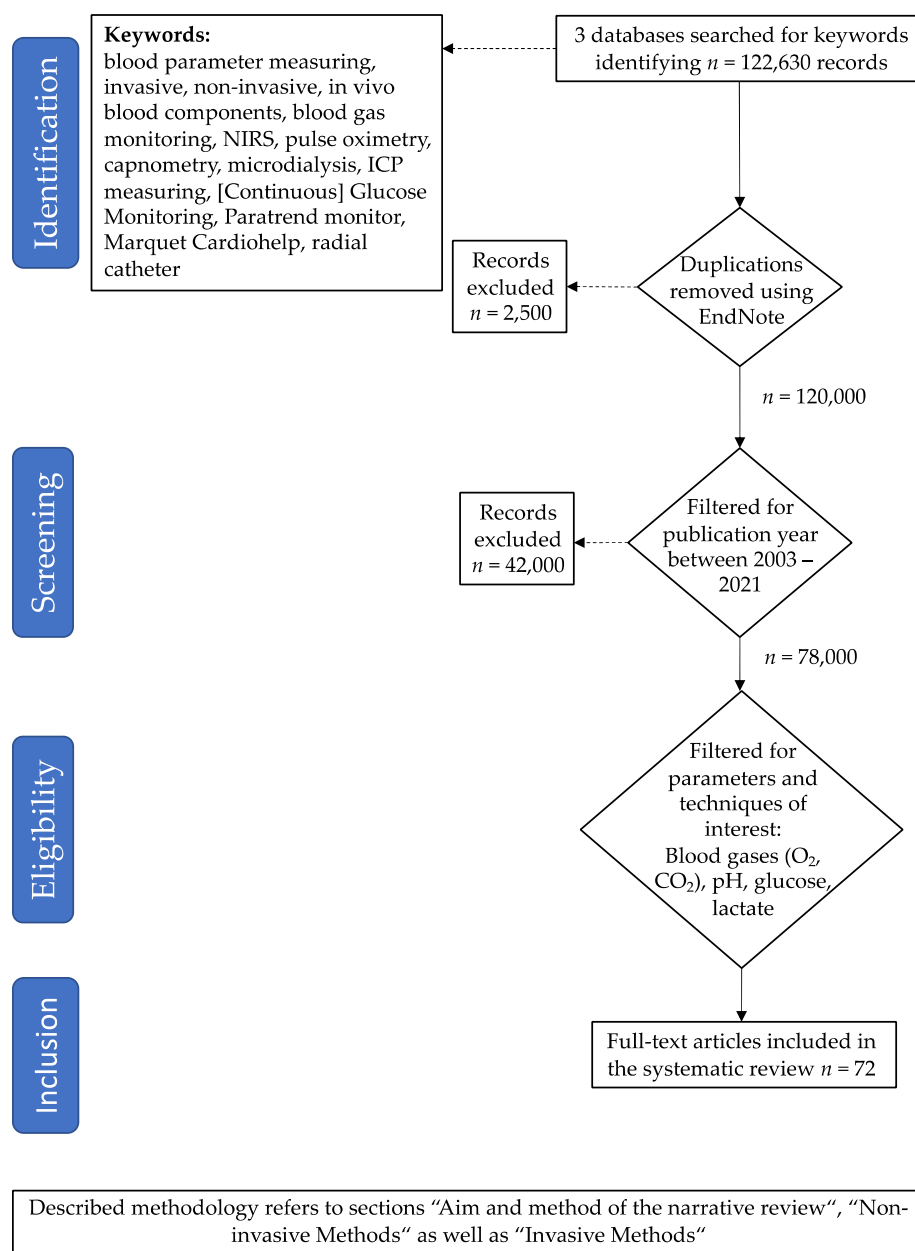 Identification
Keywords:
blood parameter measuring,
invasive, non-invasive, in vivo
blood components, blood gas
monitoring, NIRS, pulse oximetry,
capnometry, microdialysis, ICP
measuring, [Continuous] Glucose
Monitoring, Paratrend monitor,
Marquet Cardiohelp, radial
catheter
3 databases searched for keywords
identifying n = 122,630 records
Records
excluded
n = 2,500
Duplications
removed using
EndNote
n = 120,000
Screening
Records
excluded
n = 42,000
Filtered for
publication year
between 2003 –
2021
n = 78,000
Eligibility
Filtered for
parameters and
techniques of
interest:
Blood gases (O₂,
CO₂), pH, glucose,
lactate
Inclusion
Full-text articles included in
the systematic review n = 72
Described methodology refers to sections “Aim and method of the narrative review“, “Non-
invasive Methods“ as well as “Invasive Methods“